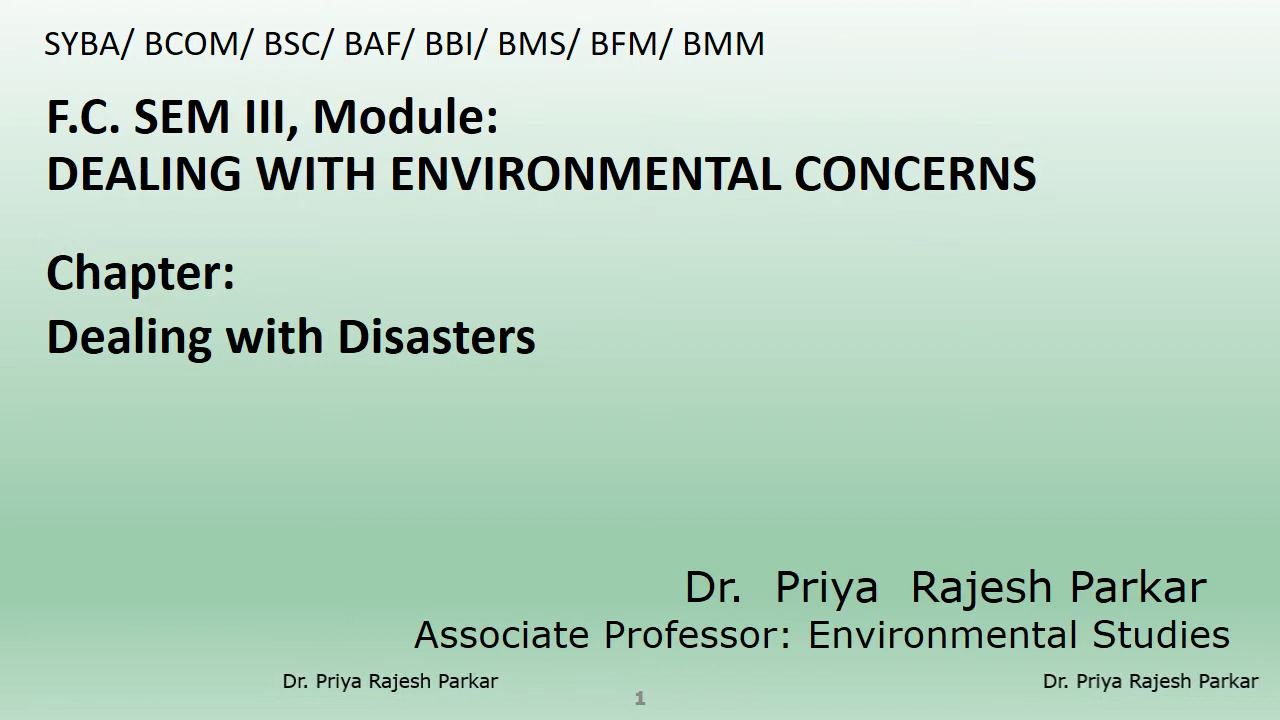 SYBA/ BCOM/ BSC/ BAF/ BBI/ BMS/ BFM/ BMM
F.C. SEM III, Module:
DEALING WITH ENVIRONMENTAL CONCERNS
Chapter:
Dealing with Disasters
Dr. Priya Rajesh Parkar
Associate Professor: Environmental Studies
Dr. Priya Rajesh Parkar
1
Dr. Priya Rajesh Parkar